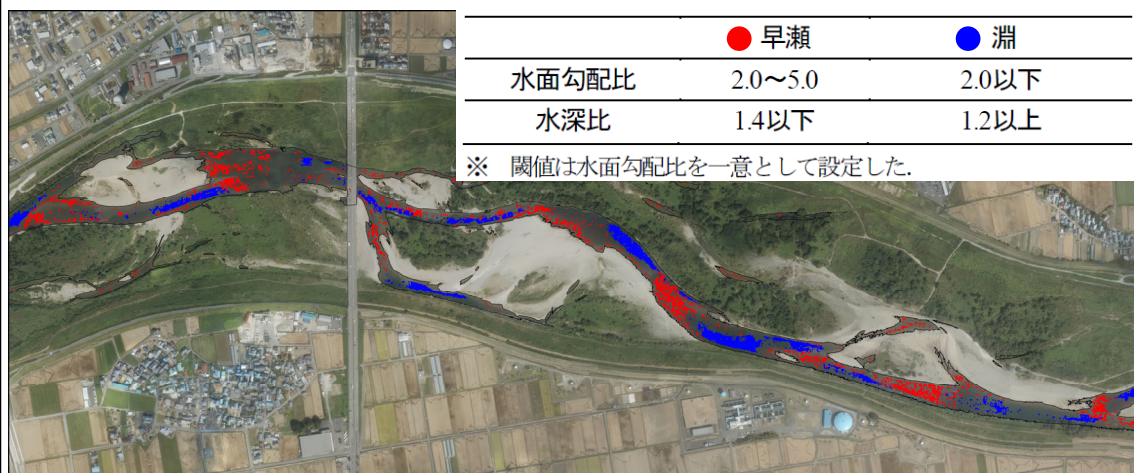 早瀬 淵
水面勾配比 2.0〜5.0 2.0以下
水深比 1.4以下 1.2以上
※ 閾値は水面勾配比を一意として設定した.